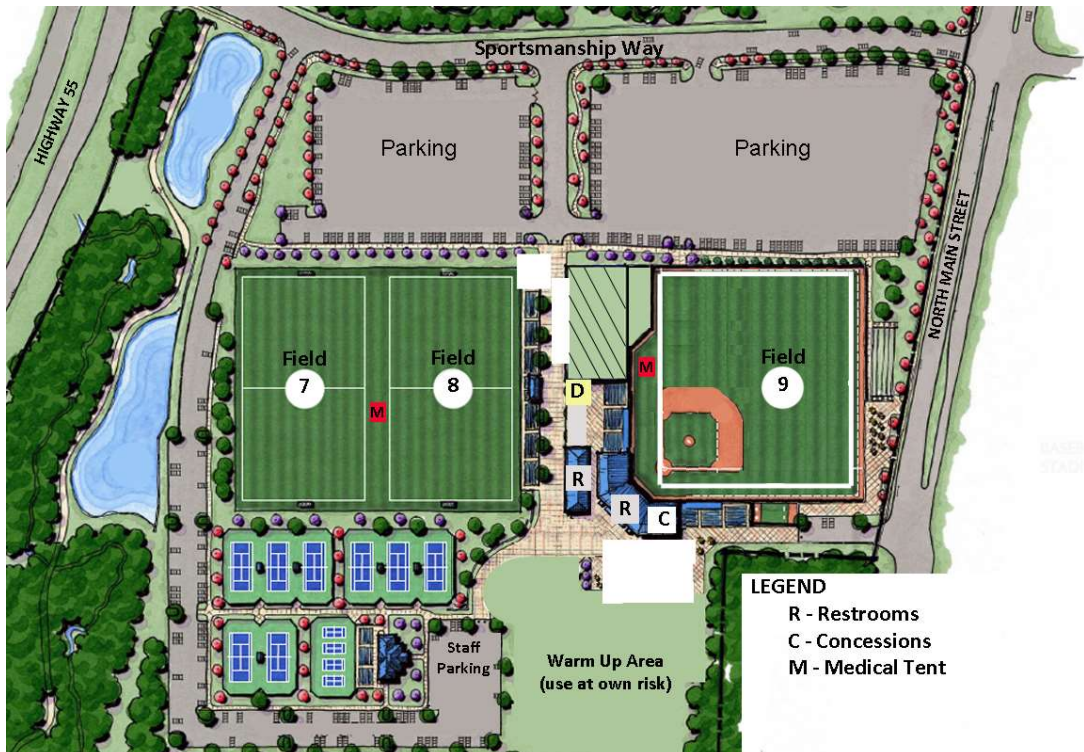 Sportsmanship Way
HIGHWAY 55
Parking
Parking
NORTH MAIN STREET
Field
7
Field
8
Field
9
M
M
D
R
R
C
Staff
Parking
Warm Up Area
(use at own risk)
LEGEND
R - Restrooms
C - Concessions
M - Medical Tent